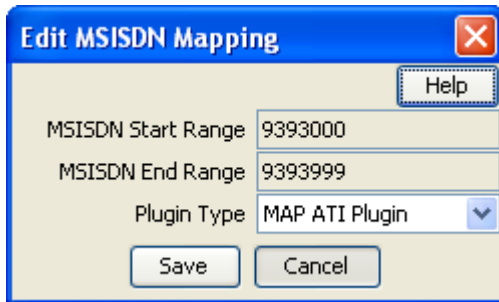 Edit MSISDN Mapping
Help
MSISDN Start Range 9393000
MSISDN End Range 9393999
Plugin Type MAP ATI Plugin
Save Cancel